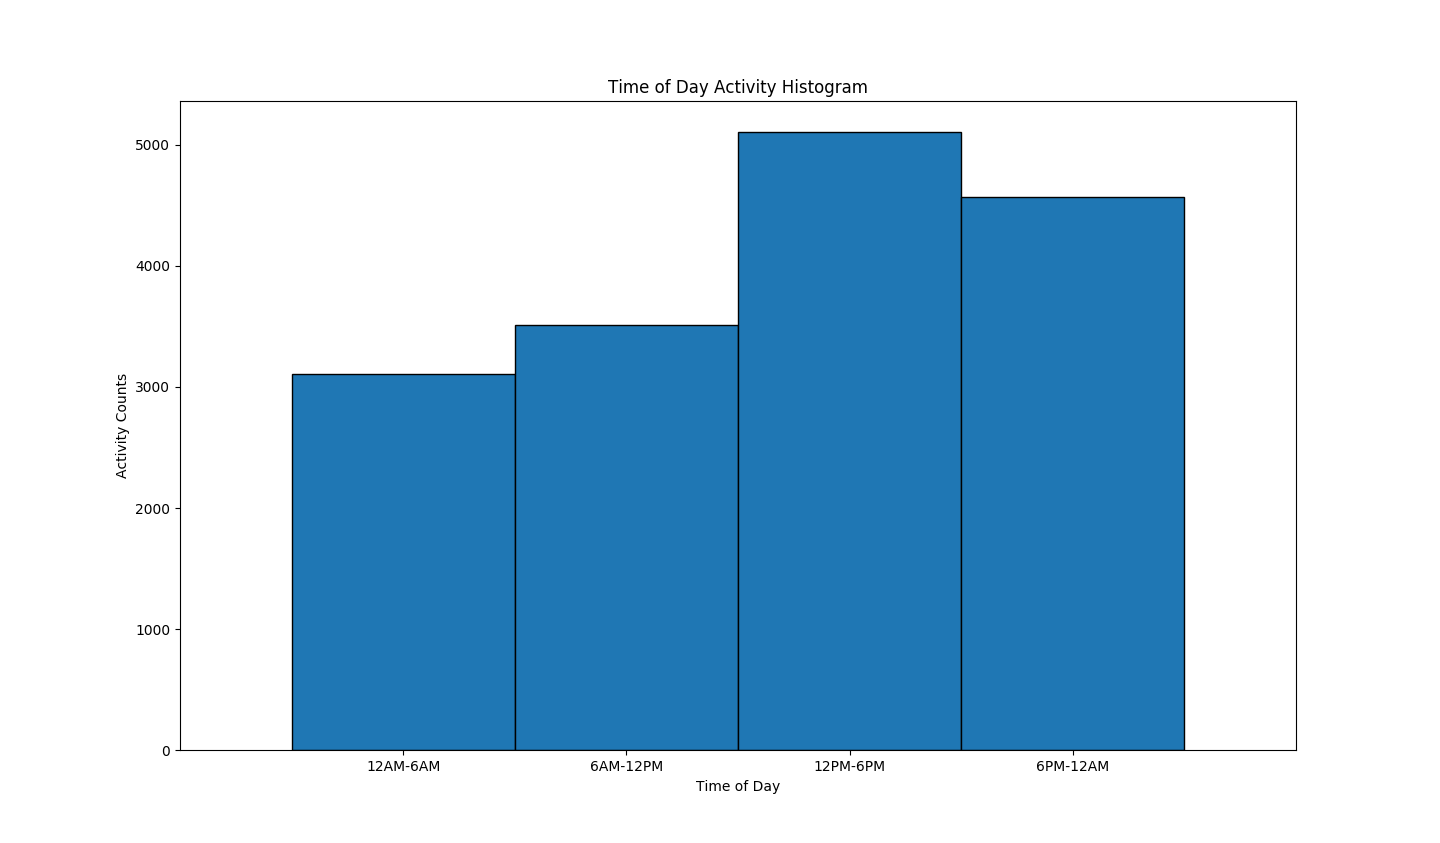 Time of Day Activity Histogram
5000
4000
3000
2000
1000
0
Activity Counts
12AM-6AM 6AM-12PM 12PM-6PM 6PM-12AM
Time of Day